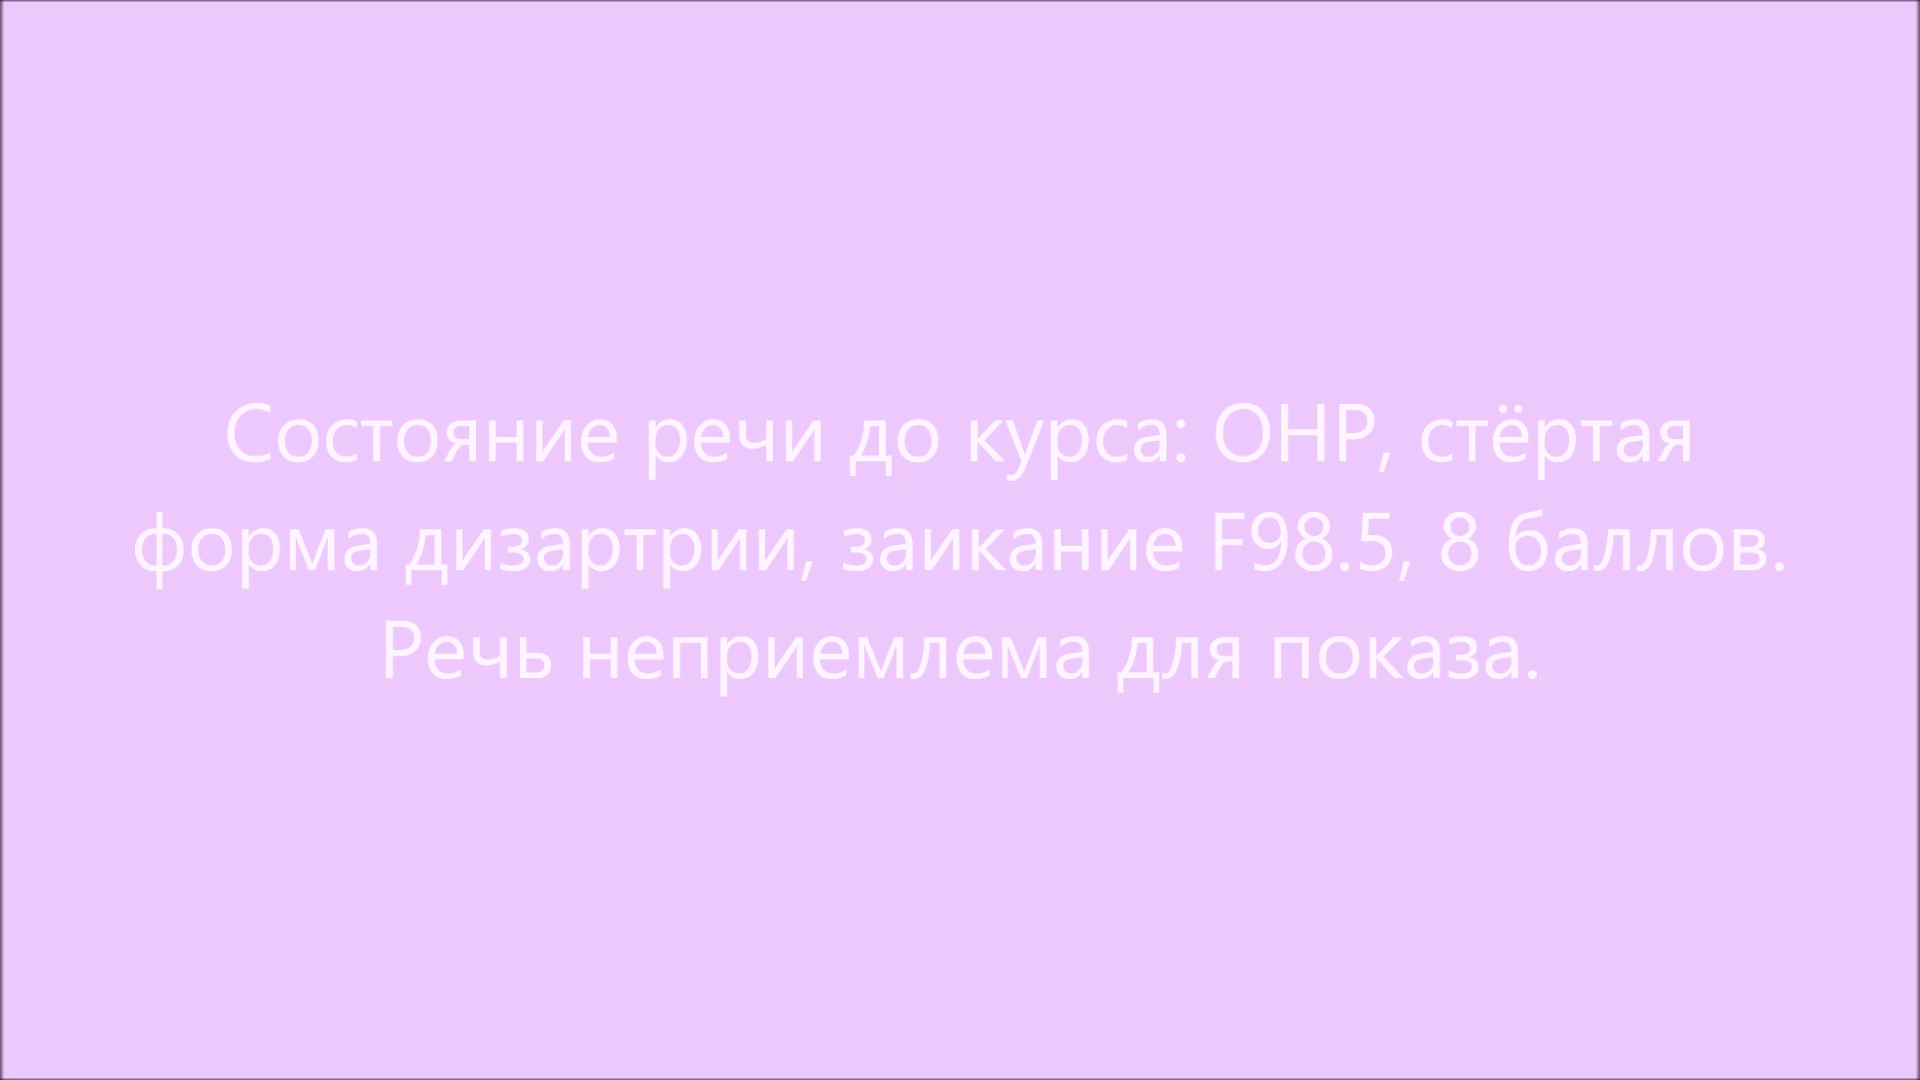 Состояние речи до курса: ОНР, стёртая
форма дизартрии, заикание F98.5, 8 баллов.
Речь неприемлема для показа.